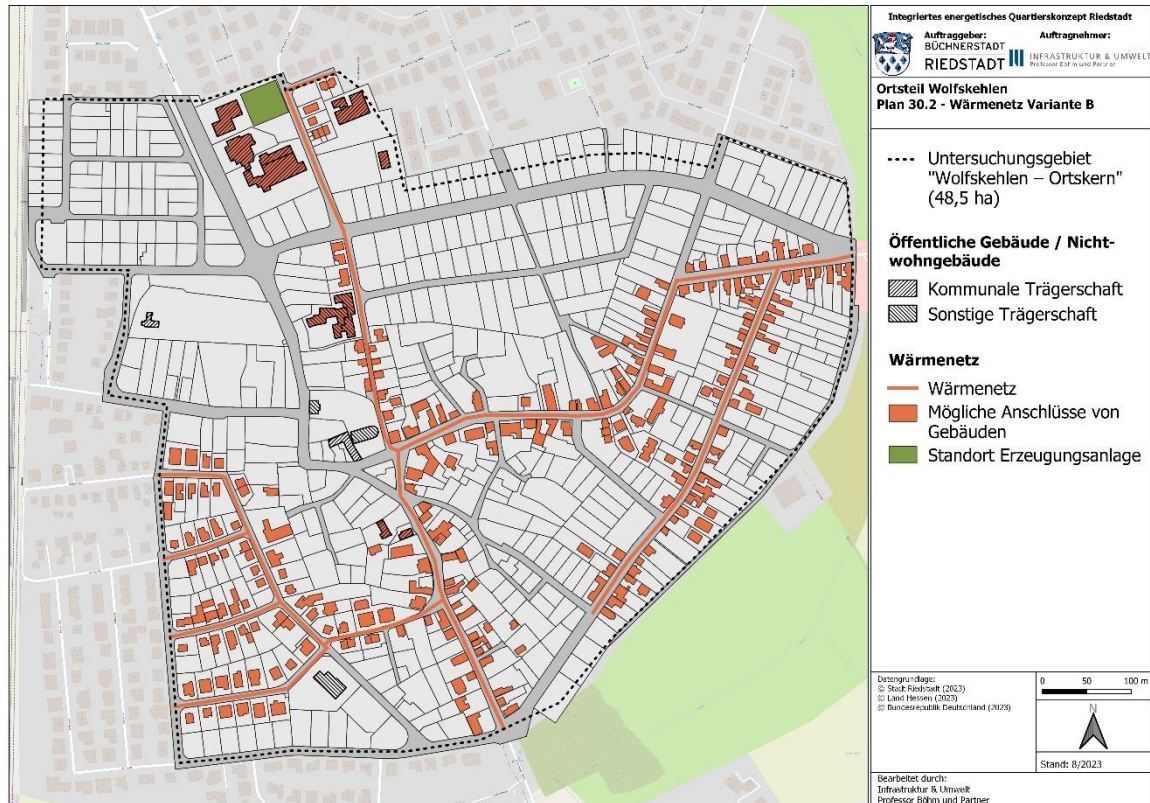 Integriertes energetisches Quartierskonzept Riedstadt
Auftraggeber:
BÜCHNERSTADT
RIEDSTADT
Auftragnehmer:
INFRASTRUKTUR & UMWELT
Professor Böhm und Partner
Ortsteil Wolfskehlen
Plan 30.2 - Wärmenetz Variante B
Untersuchungsgebiet
"Wolfskehlen – Ortskern"
(48,5 ha)
Öffentliche Gebäude / Nicht-
wohngebäude
Kommunale Trägerschaft
Sonstige Trägerschaft
Wärmenetz
Wärmenetz
Mögliche Anschlüsse von
Gebäuden
Standort Erzeugungsanlage
Datengrundlage:
© Stadt Riedstadt (2023)
© Land Hessen (2023)
© Bundesrepublik Deutschland (2023)
0 50 100 m
N
Stand: 8/2023
Bearbeitet durch:
Infrastruktur & Umwelt
Professor Böhm und Partner